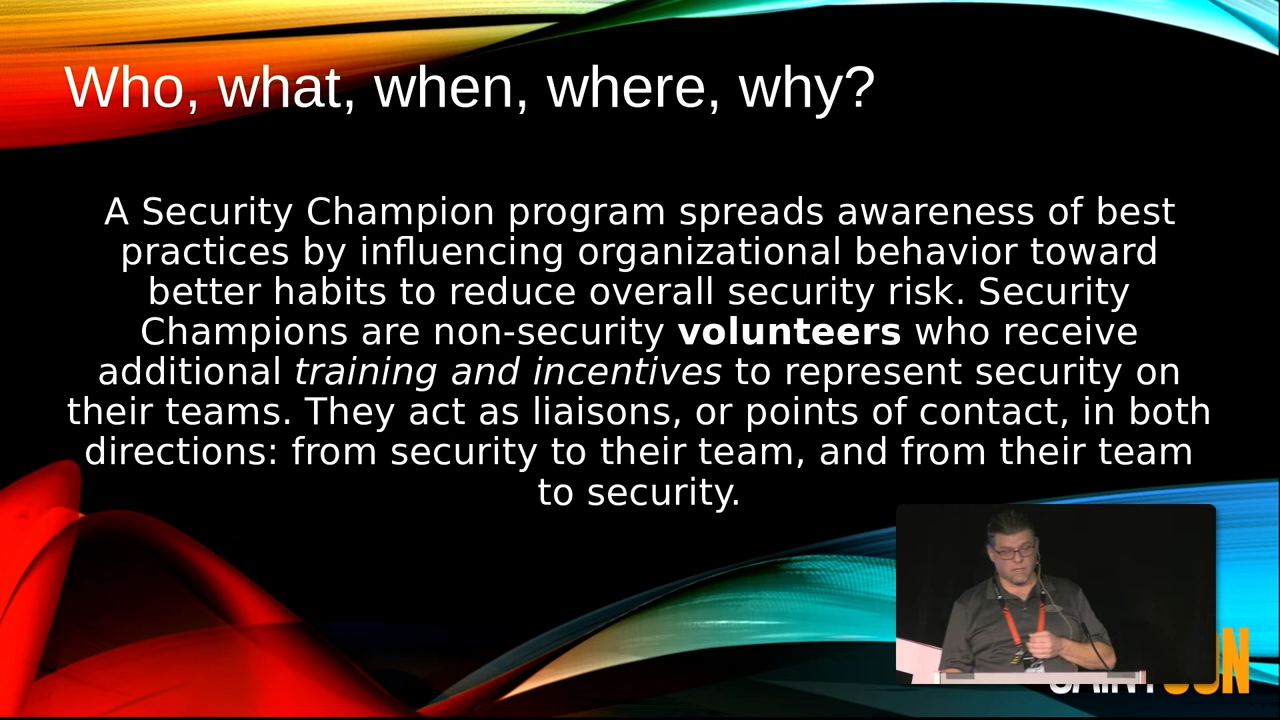 Who, what, when, where, why?
A Security Champion program spreads awareness of best
practices by influencing organizational behavior toward
better habits to reduce overall security risk. Security
Champions are non-security volunteers who receive
additional training and incentives to represent security on
their teams. They act as liaisons, or points of contact, in both
directions: from security to their team, and from their team
to security.